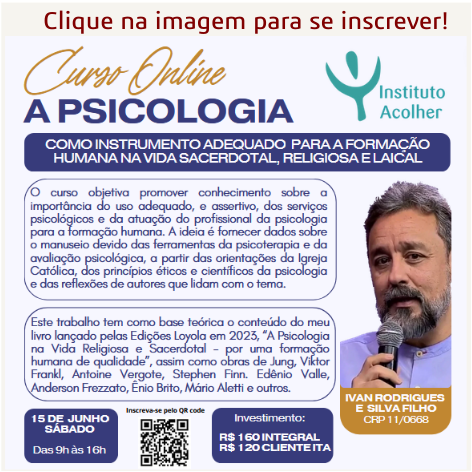 Clique na imagem para se inscrever!
Curso Online
A PSICOLOGIA
Instituto
Acolher
COMO INSTRUMENTO ADEQUADO PARA A FORMAÇÃO
HUMANA NA VIDA SACERDOTAL, RELIGIOSA E LAICAL
O curso objetiva promover conhecimento sobre a
importância do uso adequado, e assertivo, dos serviços
psicológicos e da atuação do profissional da psicologia
para a formação humana. A ideia é fornecer dados sobre
o manuseio devido das ferramentas da psicoterapia e da
avaliação psicológica, a partir das orientações da Igreja
Católica, dos princípios éticos e científicos da psicologia
e das reflexões de autores que lidam com o tema.
Este trabalho tem como base teórica o conteúdo do meu
livro lançado pelas Edições Loyola em 2023, "A Psicologia
na Vida Religiosa e Sacerdotal - por uma formação
humana de qualidade", assim como obras de Jung, Viktor
Frankl, Antoine Vergote, Stephen Finn. Edênio Valle,
Anderson Frezzato, Ênio Brito, Mário Aletti e outros.
IVAN RODRIGUES
E SILVA FILHO
CRP 11/0668
15 DE JUNHO
SÁBADO
Das 9h às 16h
Inscreva-se pelo QR code
Investimento:
R$ 160 INTEGRAL
R$ 120 CLIENTE ITA